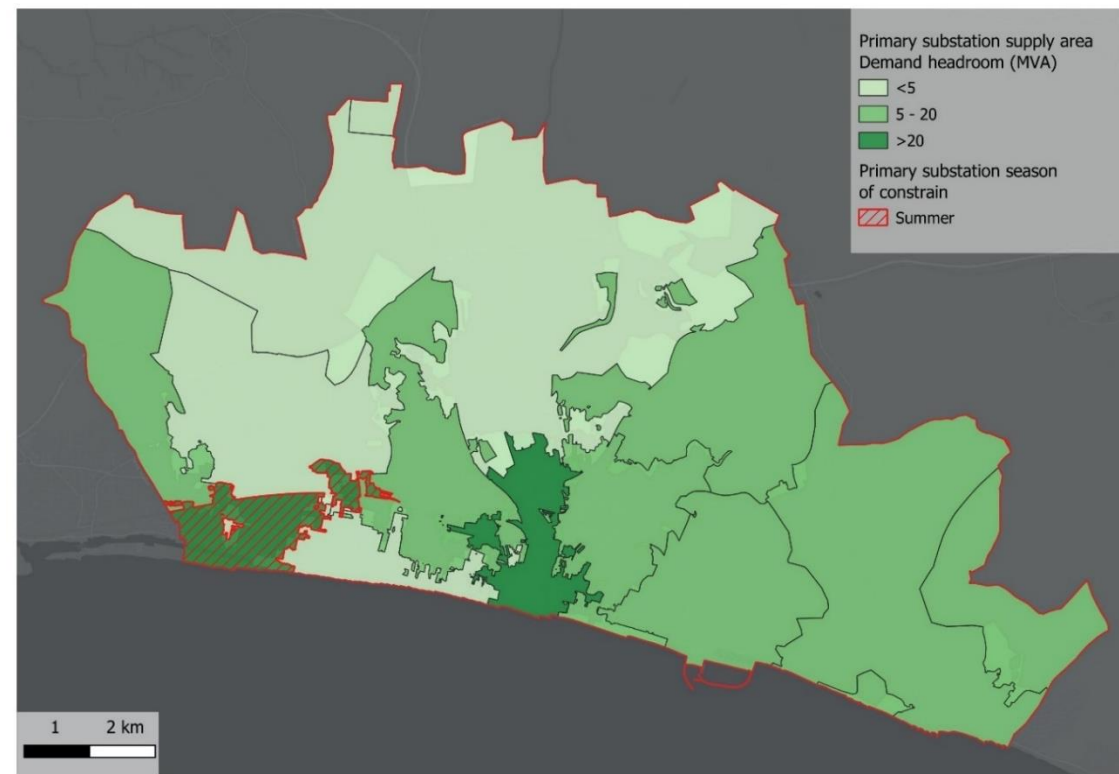 Primary substation supply area
Demand headroom (MVA)
<5
5 - 20
>20
Primary substation season
of constrain
Summer
1 2 km